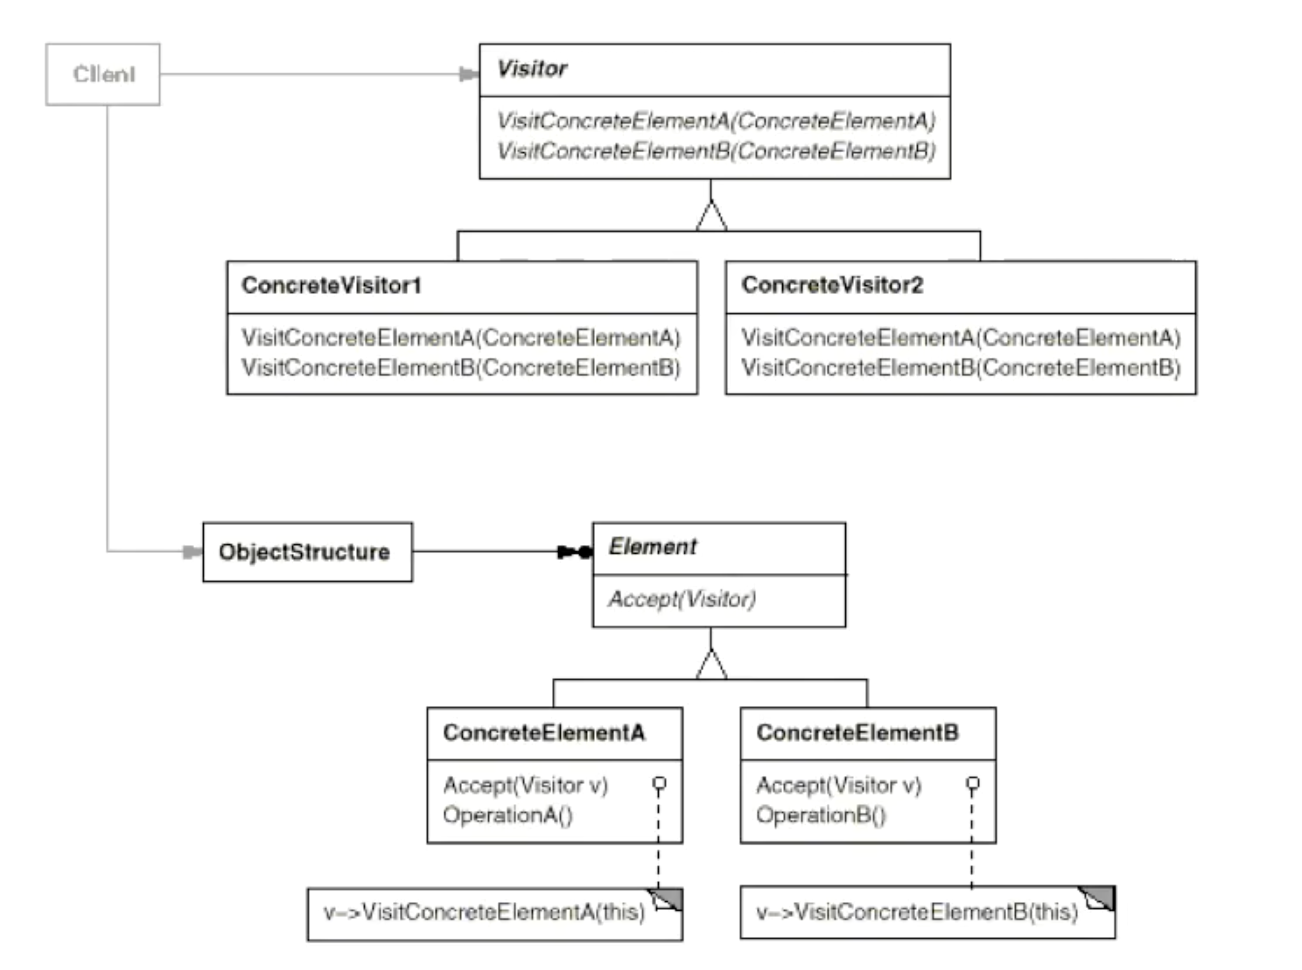 Client
Visitor
VisitConcreteElementA(ConcreteElementA)
VisitConcreteElementB(ConcreteElementB)
ConcreteVisitor1
VisitConcreteElementA(ConcreteElementA)
VisitConcreteElementB(ConcreteElementB)
ConcreteVisitor2
VisitConcreteElementA(ConcreteElementA)
VisitConcreteElementB(ConcreteElementB)
ObjectStructure
Element
Accept(Visitor)
ConcreteElementA
Accept(Visitor v)
OperationA()
ConcreteElementB
Accept(Visitor v)
OperationB()
v–>VisitConcreteElementA(this)
v–>VisitConcreteElementB(this)